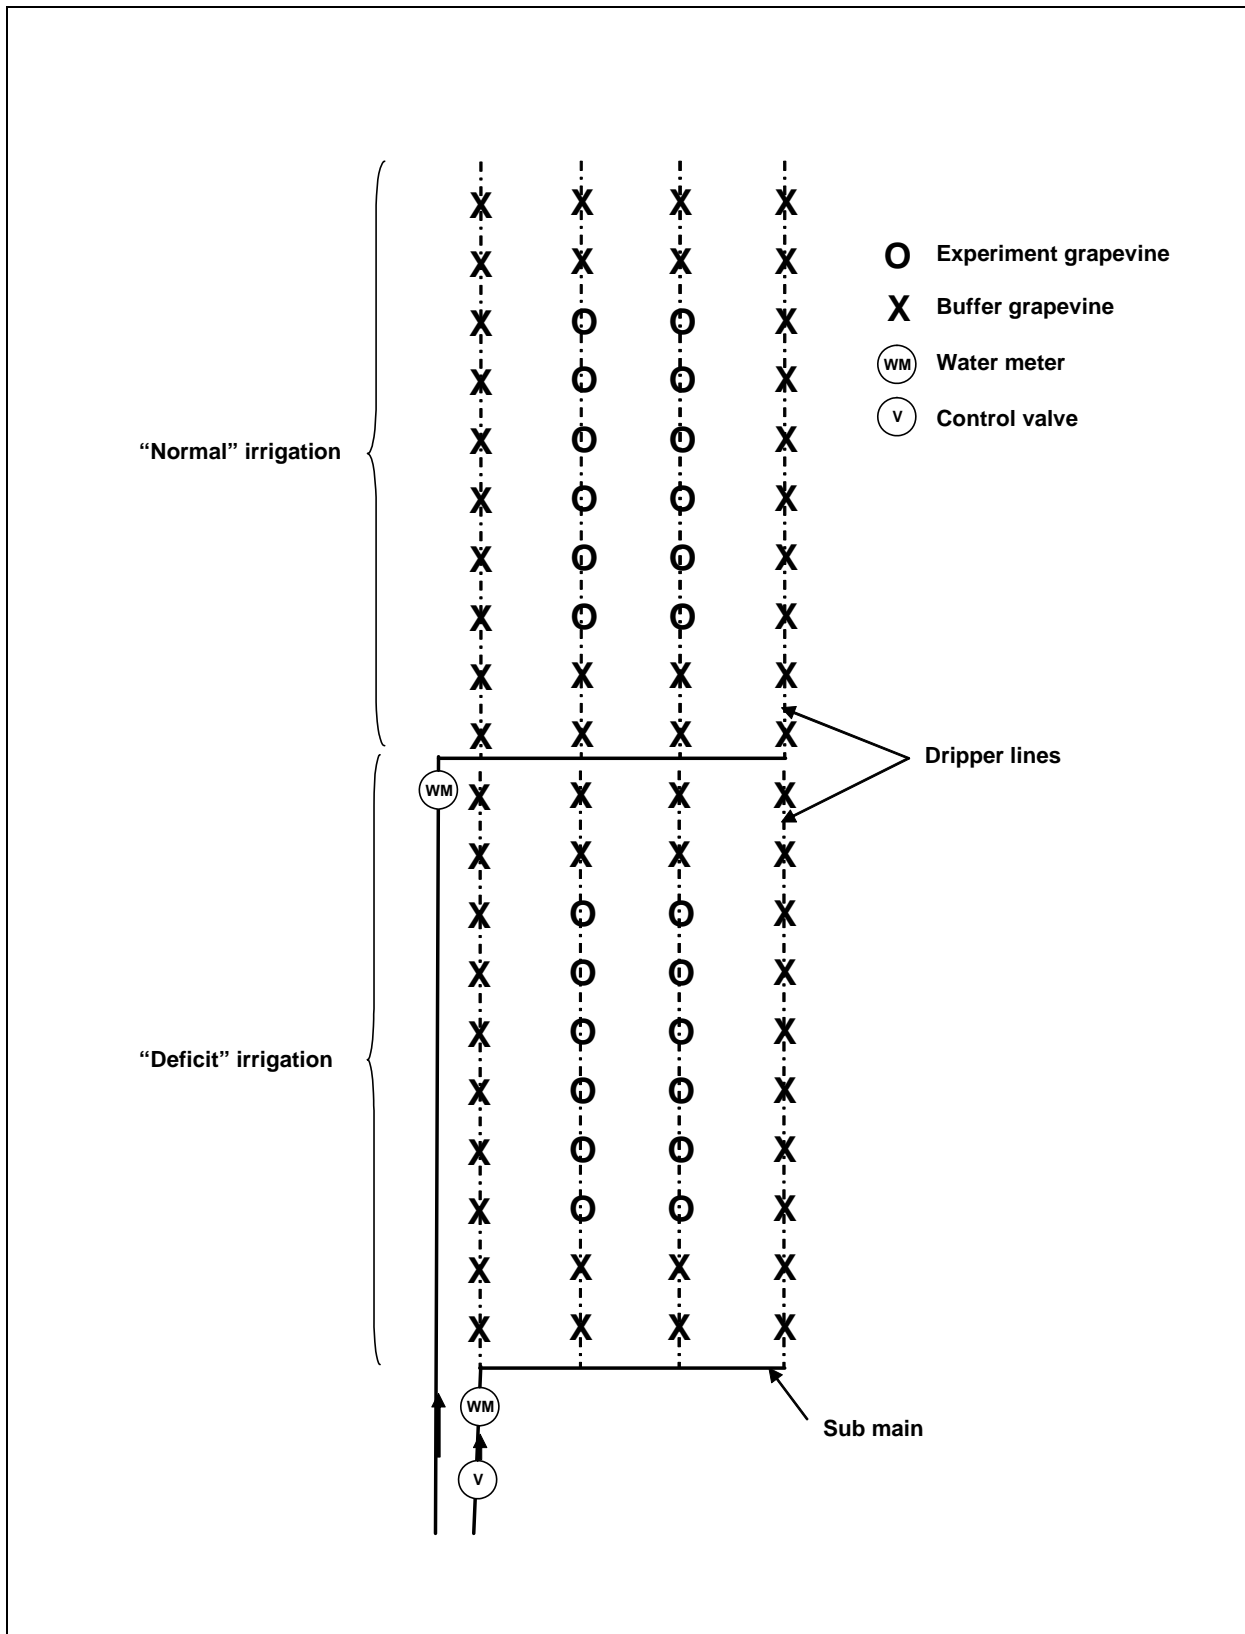 X X X X
X X X X
X O O X
X O O X
X O O X
X O O X
X O O X
X O O X
X X X X
X X X X
“Normal” irrigation
O Experiment grapevine
X Buffer grapevine
WM Water meter
V Control valve
Dripper lines
WM
X X X X
X X X X
X O O X
X O O X
X O O X
X O O X
X O O X
X O O X
X X X X
X X X X
“Deficit” irrigation
WM
V
Sub main